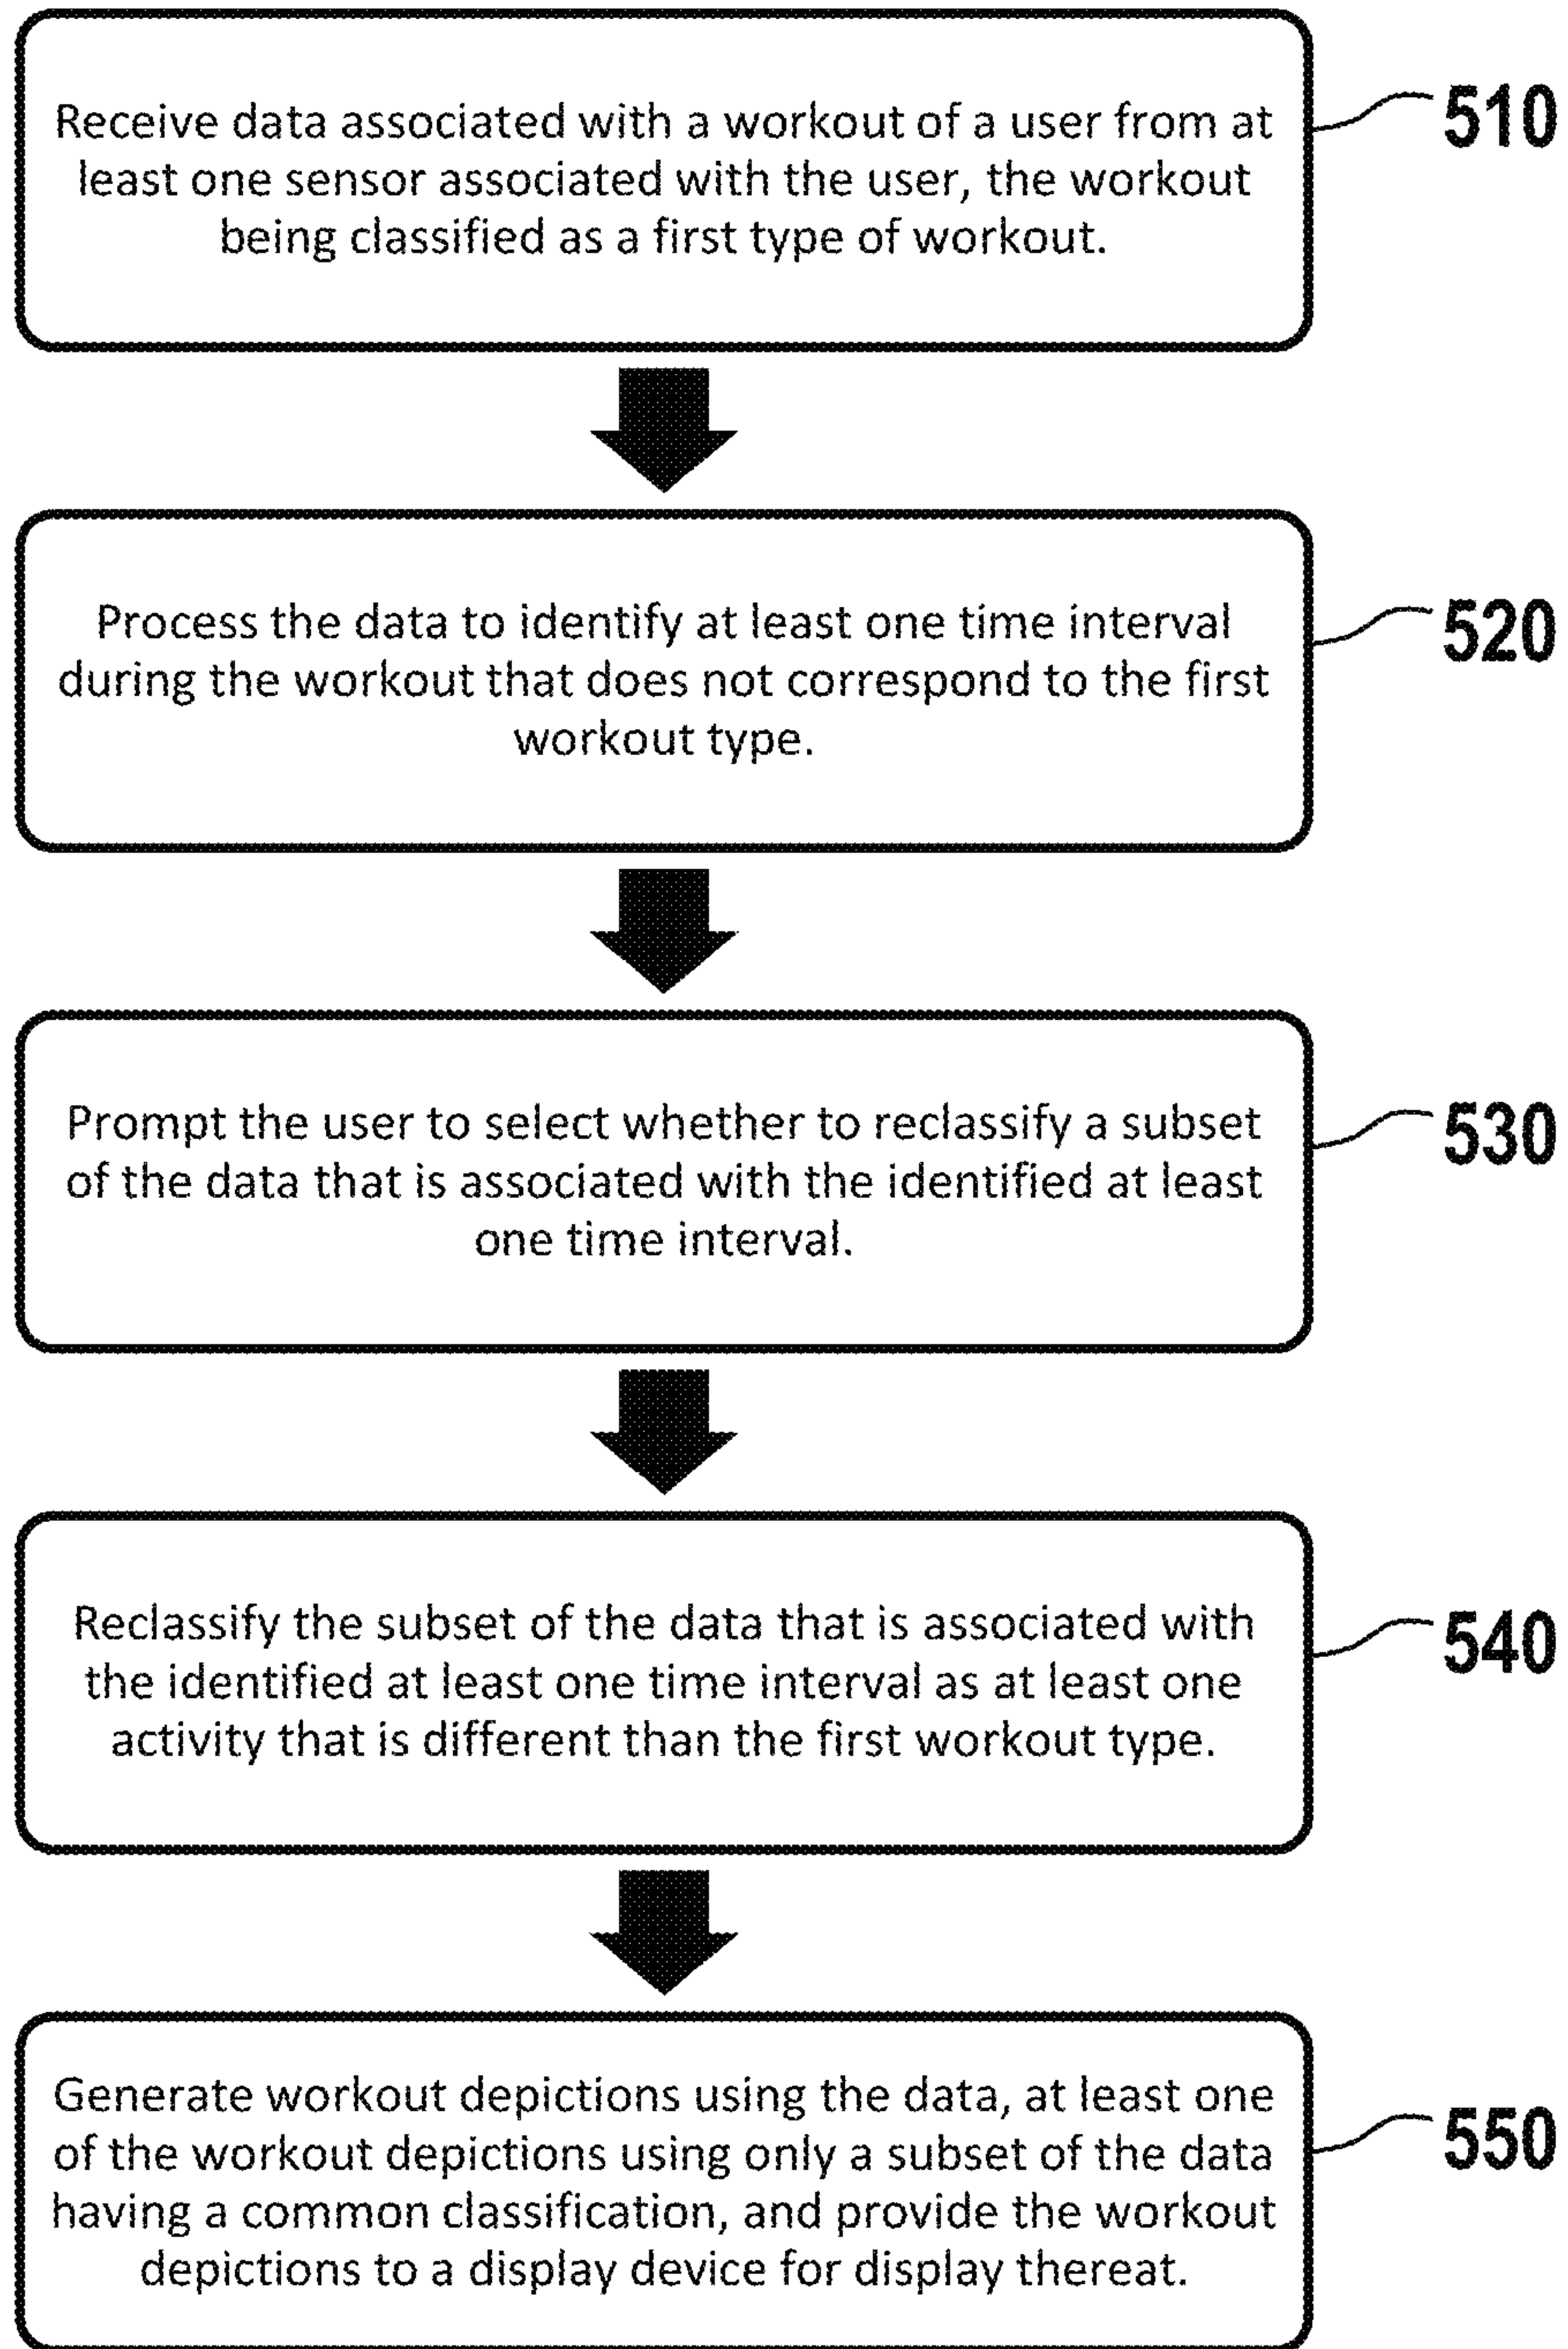 Receive data associated with a workout of a user from at
least one sensor associated with the user, the workout
being classified as a first type of workout.
510
Process the data to identify at least one time interval
during the workout that does not correspond to the first
workout type.
520
Prompt the user to select whether to reclassify a subset
of the data that is associated with the identified at least
one time interval.
530
Reclassify the subset of the data that is associated with
the identified at least one time interval as at least one
activity that is different than the first workout type.
540
Generate workout depictions using the data, at least one
of the workout depictions using only a subset of the data
having a common classification, and provide the workout
depictions to a display device for display thereat.
550